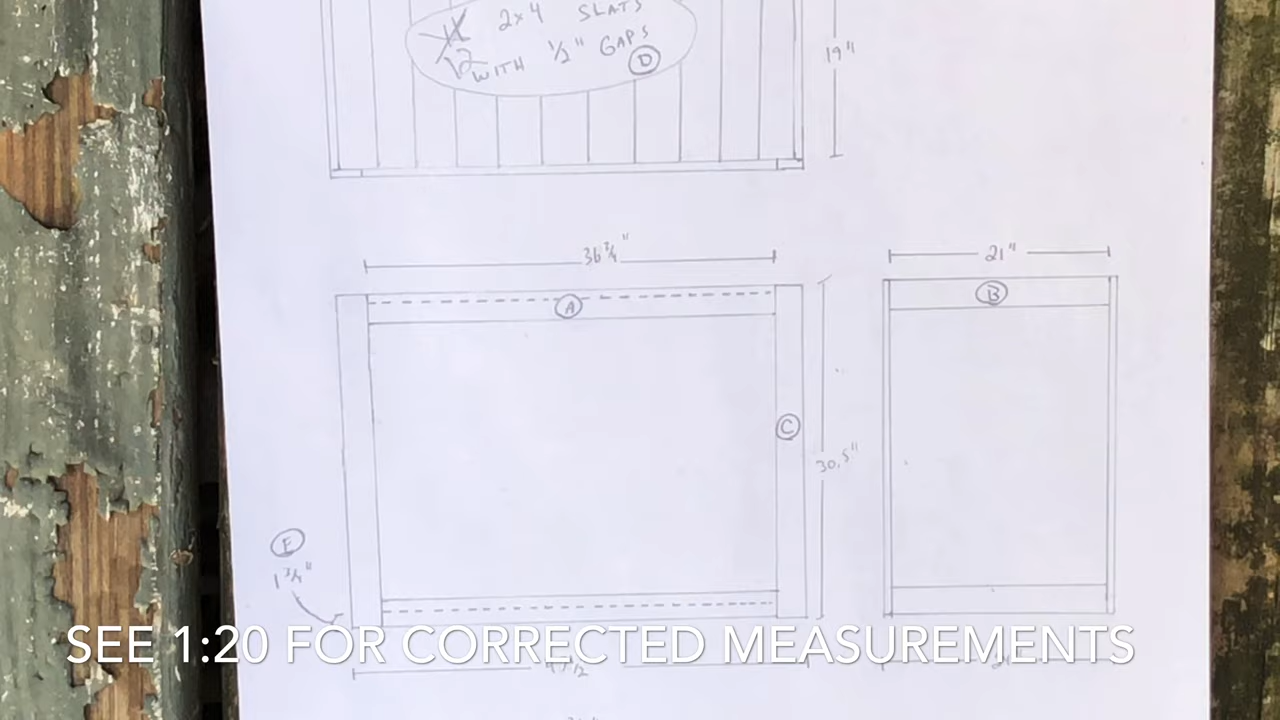 2x4 SLATS
12 WITH 1/2" GAPS
D
19"
36 3/4"
21"
A
B
C
30.5"
E
1 3/4"
SEE 1:20 FOR CORRECTED MEASUREMENTS